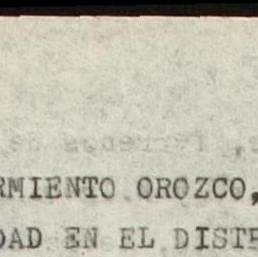 RMIENTO OROZCO,
DAD EN EL DISTR